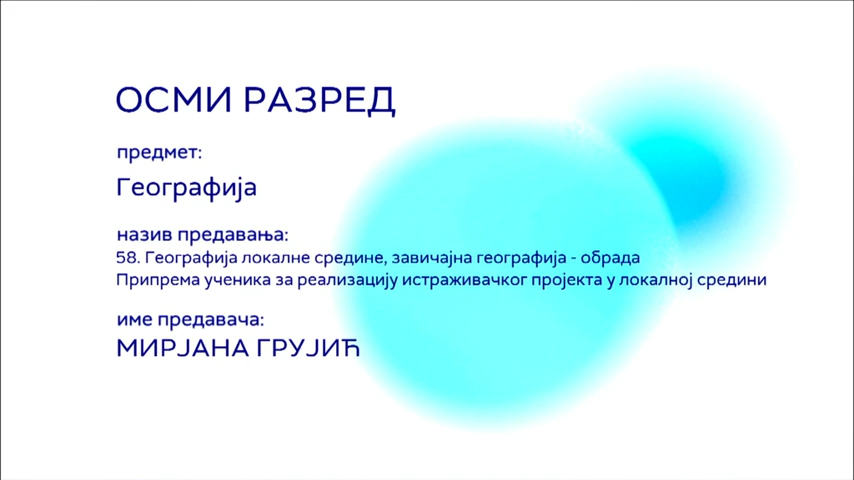 ОСМИ РАЗРЕД
предмет:
Географија
назив предавања:
58. Географија локалне средине, завичајна географија - обрада
Припрема ученика за реализацију истраживачког пројекта у локалној средини
име предавача:
МИРЈАНА ГРУЈИЋ